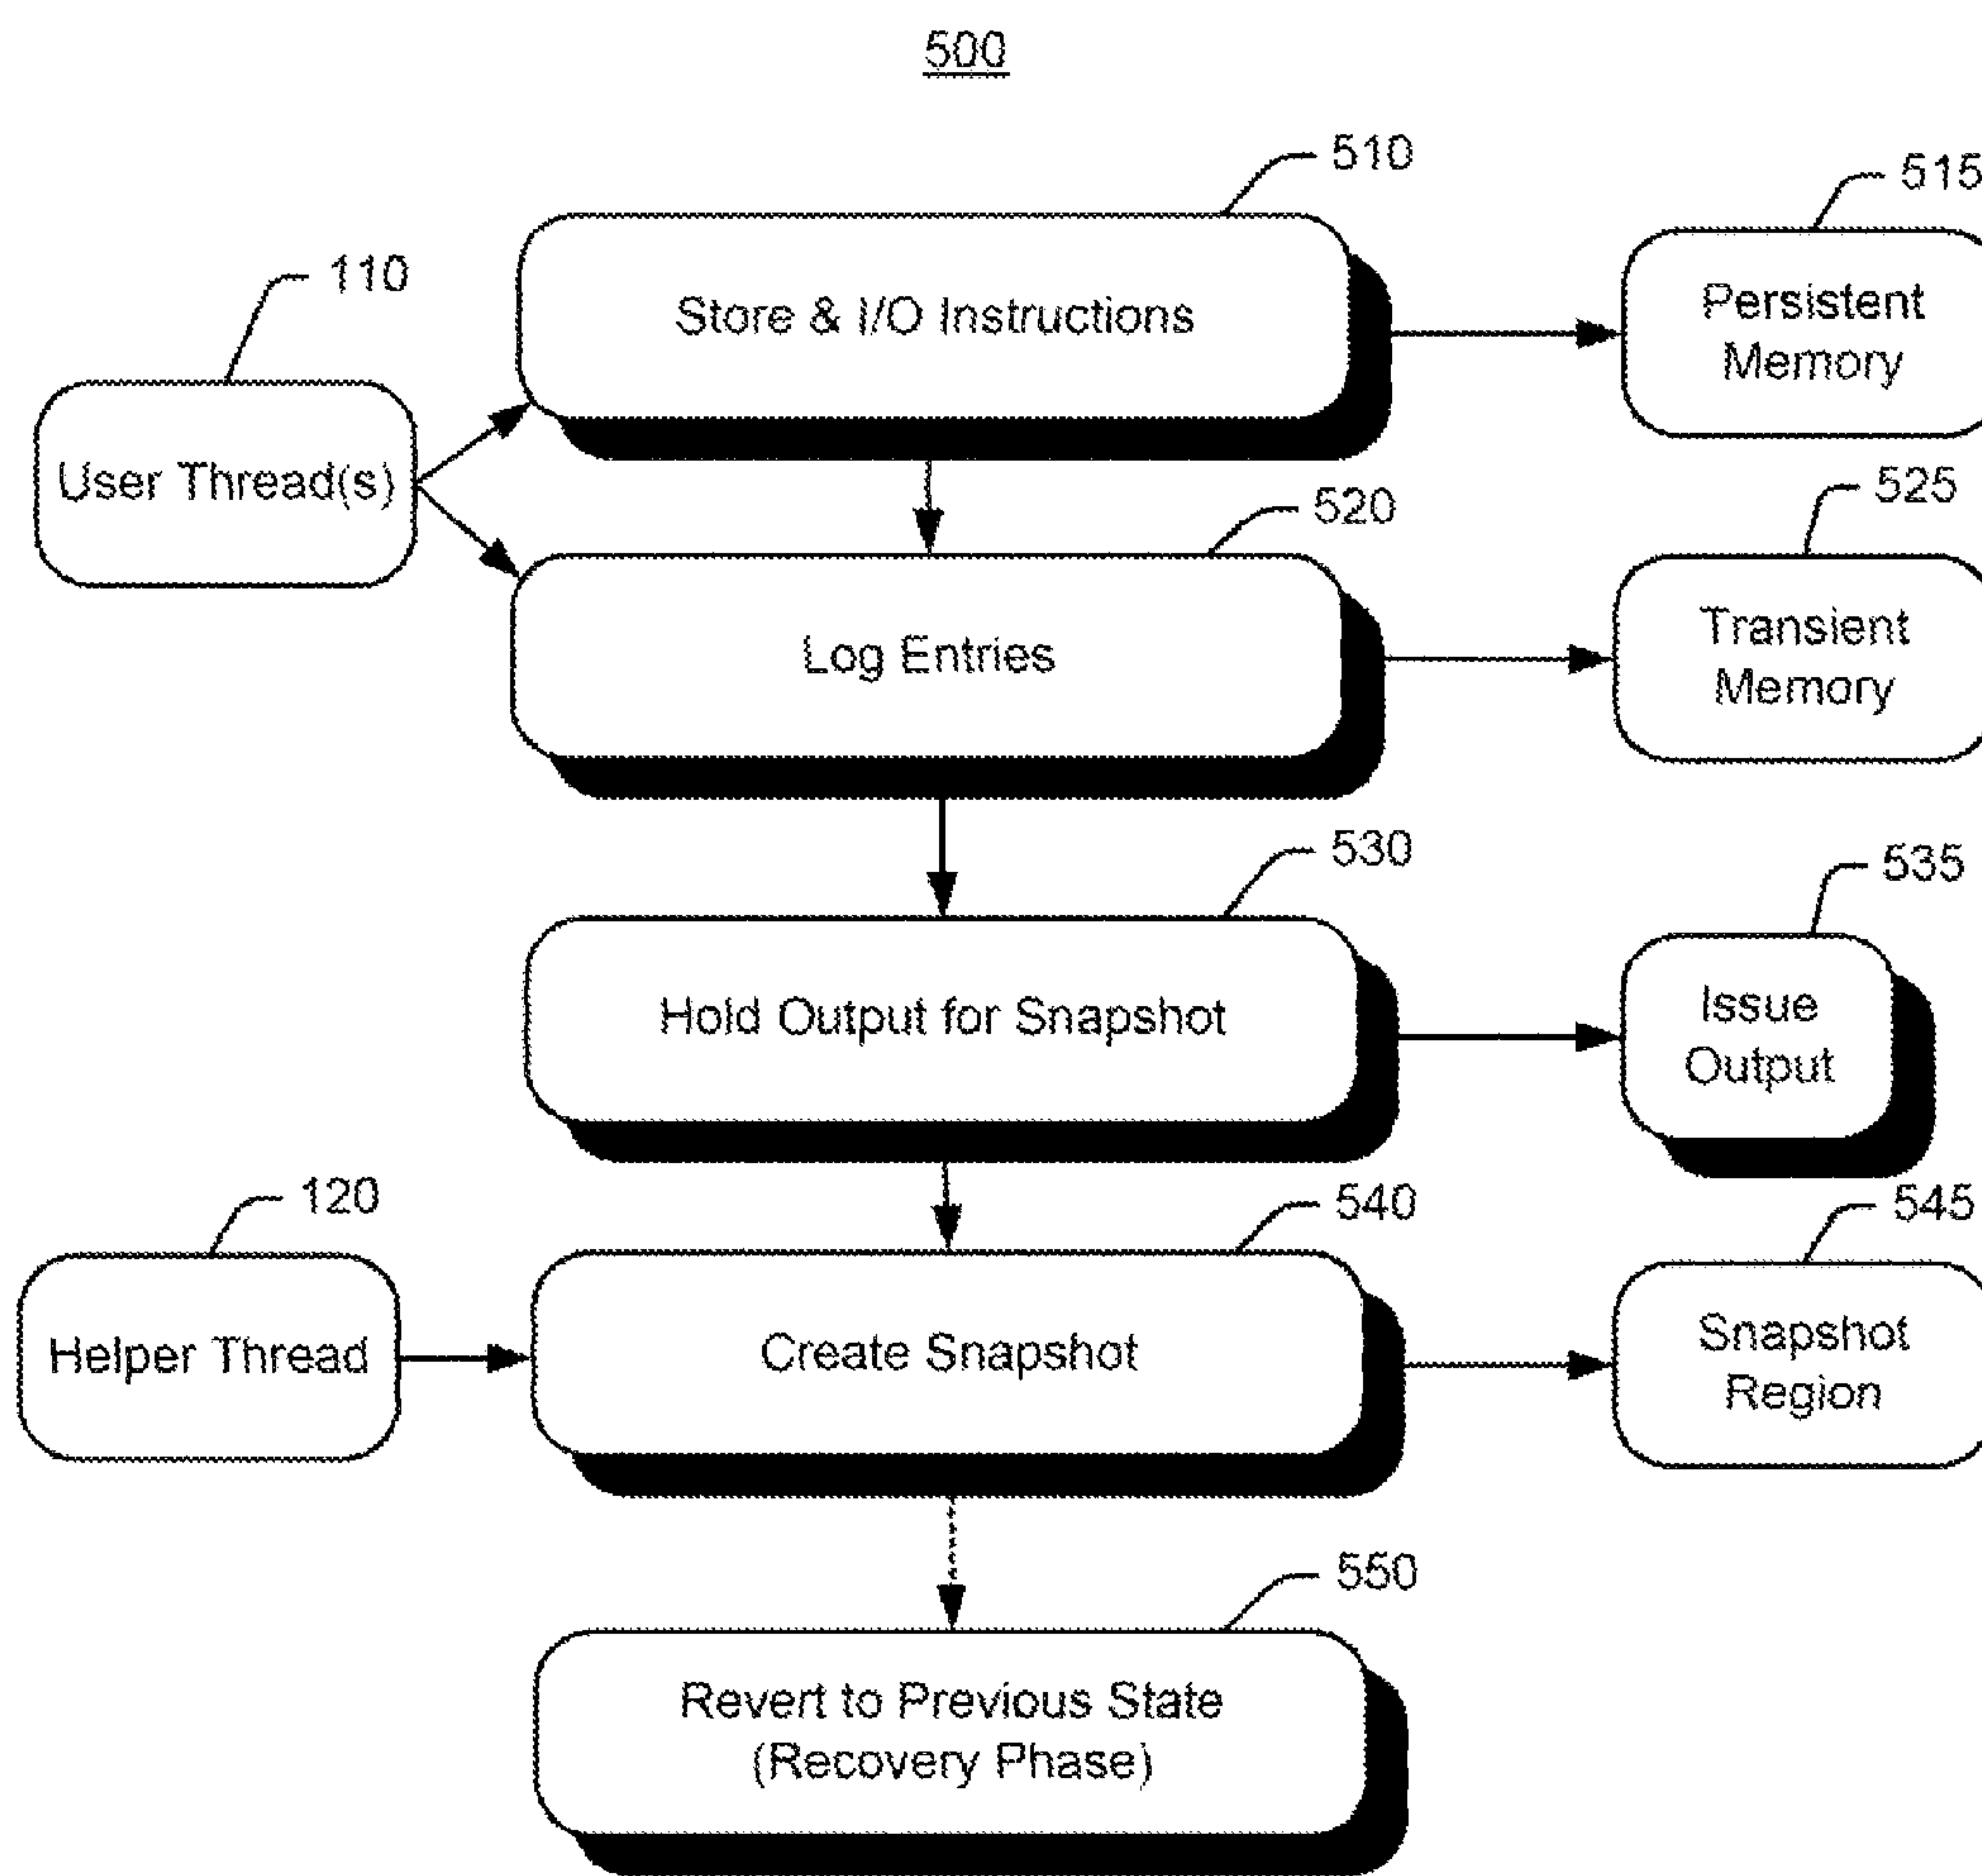 500
510
515
110
Store & I/O Instructions
Persistent
Memory
User Thread(s)
520
525
Log Entries
Transient
Memory
530
535
Hold Output for Snapshot
Issue
Output
120
540
545
Helper Thread
Create Snapshot
Snapshot
Region
550
Revert to Previous State
(Recovery Phase)